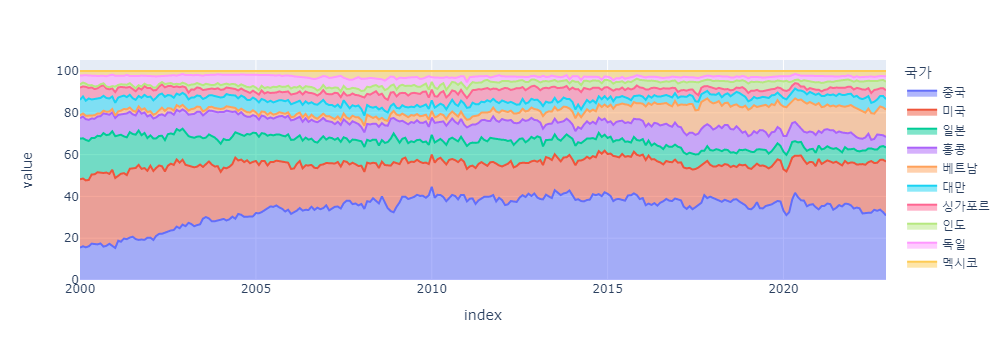 국가
중국
미국
일본
홍콩
베트남
대만
싱가포르
인도
독일
멕시코
value
100
80
60
40
20
0
2000
2005
2010
2015
2020
index